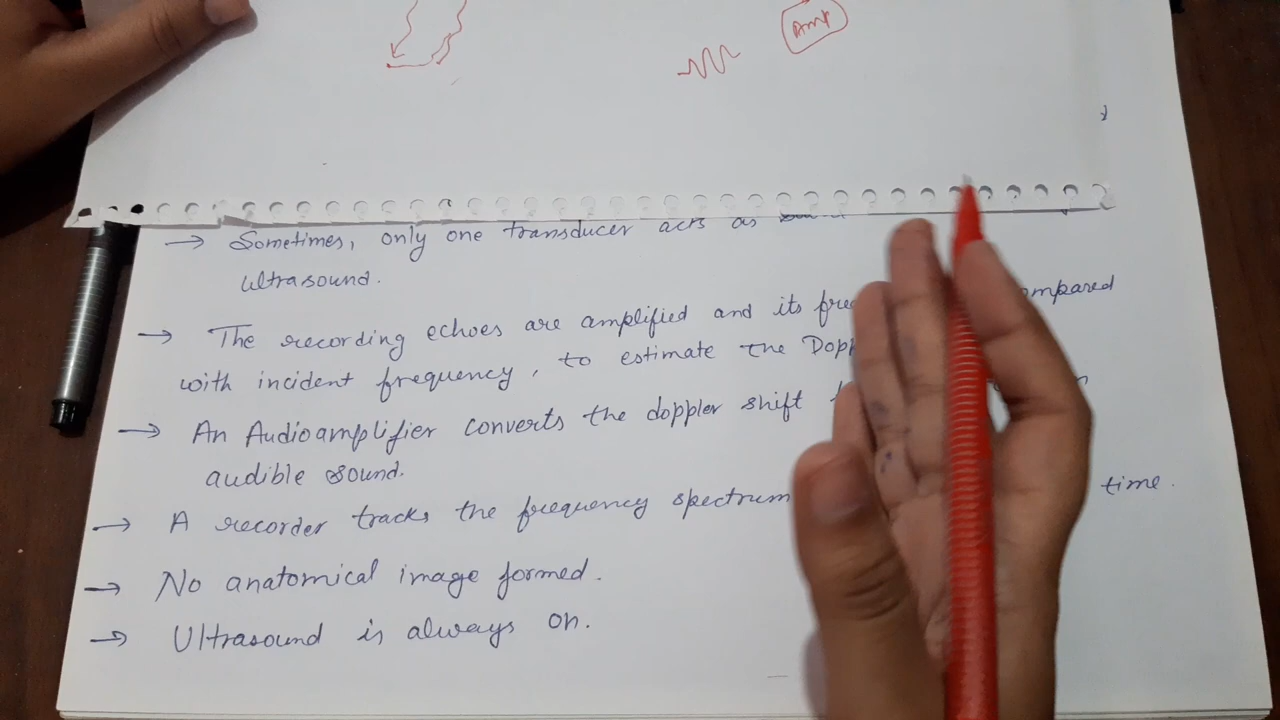 Amp
→ Sometimes, only one transducer acts as
ultrasound.
→ The recording echoes are amplified and its fre ompared
with incident frequency, to estimate the Dopp
→ An Audioamplifier converts the doppler shift
audible sound.
→ A recorder tracks the frequency spectrum time.
→ No anatomical image formed.
→ Ultrasound is always on.